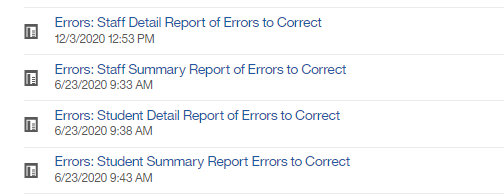 Errors: Staff Detail Report of Errors to Correct
12/3/2020 12:53 PM
Errors: Staff Summary Report of Errors to Correct
6/23/2020 9:33 AM
Errors: Student Detail Report of Errors to Correct
6/23/2020 9:38 AM
Errors: Student Summary Report Errors to Correct
6/23/2020 9:43 AM